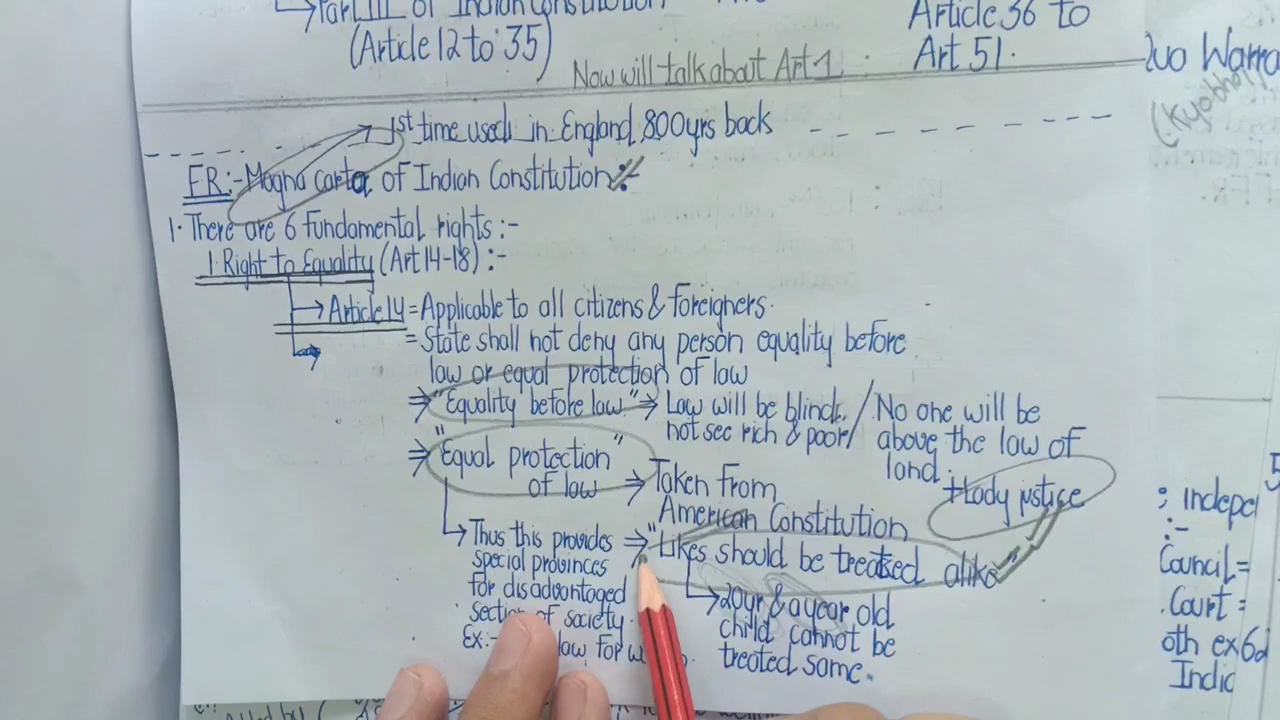 Part III of Indian Constitution
(Article 12 to 35)
Article 36 to
Art 51.
Now will talk about Art 1
Quo Warra
1st time used in England, 800yrs back
FR:- Magna carta of Indian Constitution:-
1. There are 6 Fundamental rights :-
1. Right to Equality (Art 14-18) :-
→ Article 14 = Applicable to all citizens & foreigners.
= State shall not deny any person equality before
law or equal protection of law
⇒ "Equality before law" ⇒ Law will be blind. / No one will be
not see rich & poor/ above the law of
land.
+Lady justice
⇒ "Equal protection
of law" → Taken from
American Constitution
→ Thus this provides
special provinces
for disadvantaged
section of society.
Ex:- law for
⇒ "Likes should be treated alike"
→ 20yr & a year old
child cannot be
treated same.
; indepe
:-
Council =
.Court =
oth ex 6
India
5